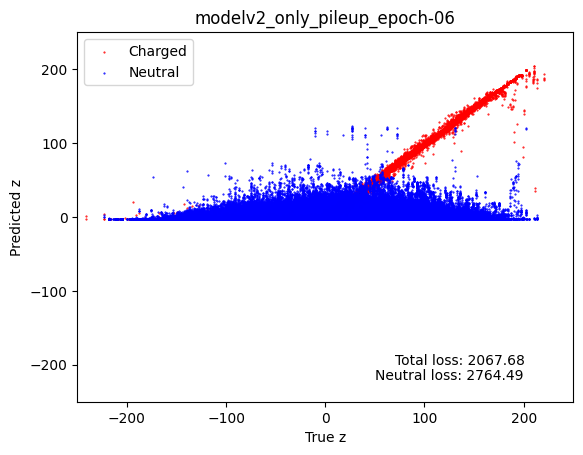 modelv2_only_pileup_epoch-06
Charged
Neutral
Predicted z
200
100
0
−100
−200
Total loss: 2067.68
Neutral loss: 2764.49
−200
−100
0
100
200
True z